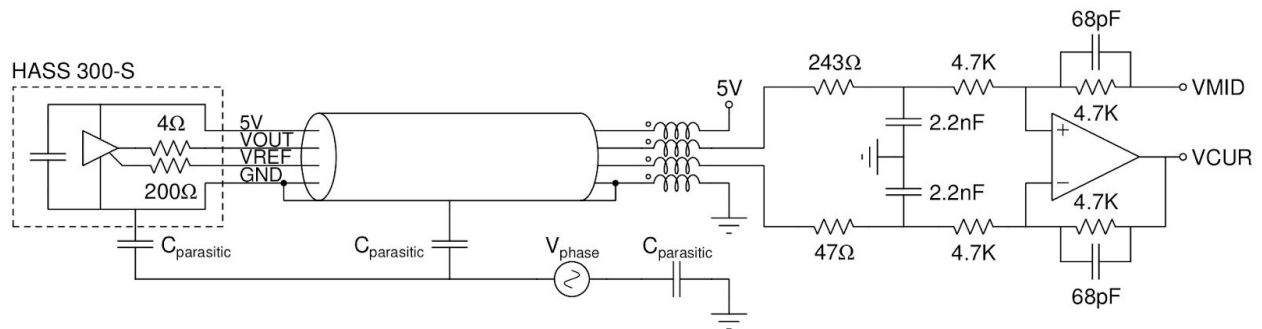 68pF
HASS 300-S
243Ω
4.7K
5V
VMID
4Ω
5V
4.7K
VOUT
2.2nF
+
VREF
VCUR
GND
200Ω
2.2nF
−
4.7K
Cparasitic
Cparasitic
Vphase
Cparasitic
47Ω
4.7K
68pF